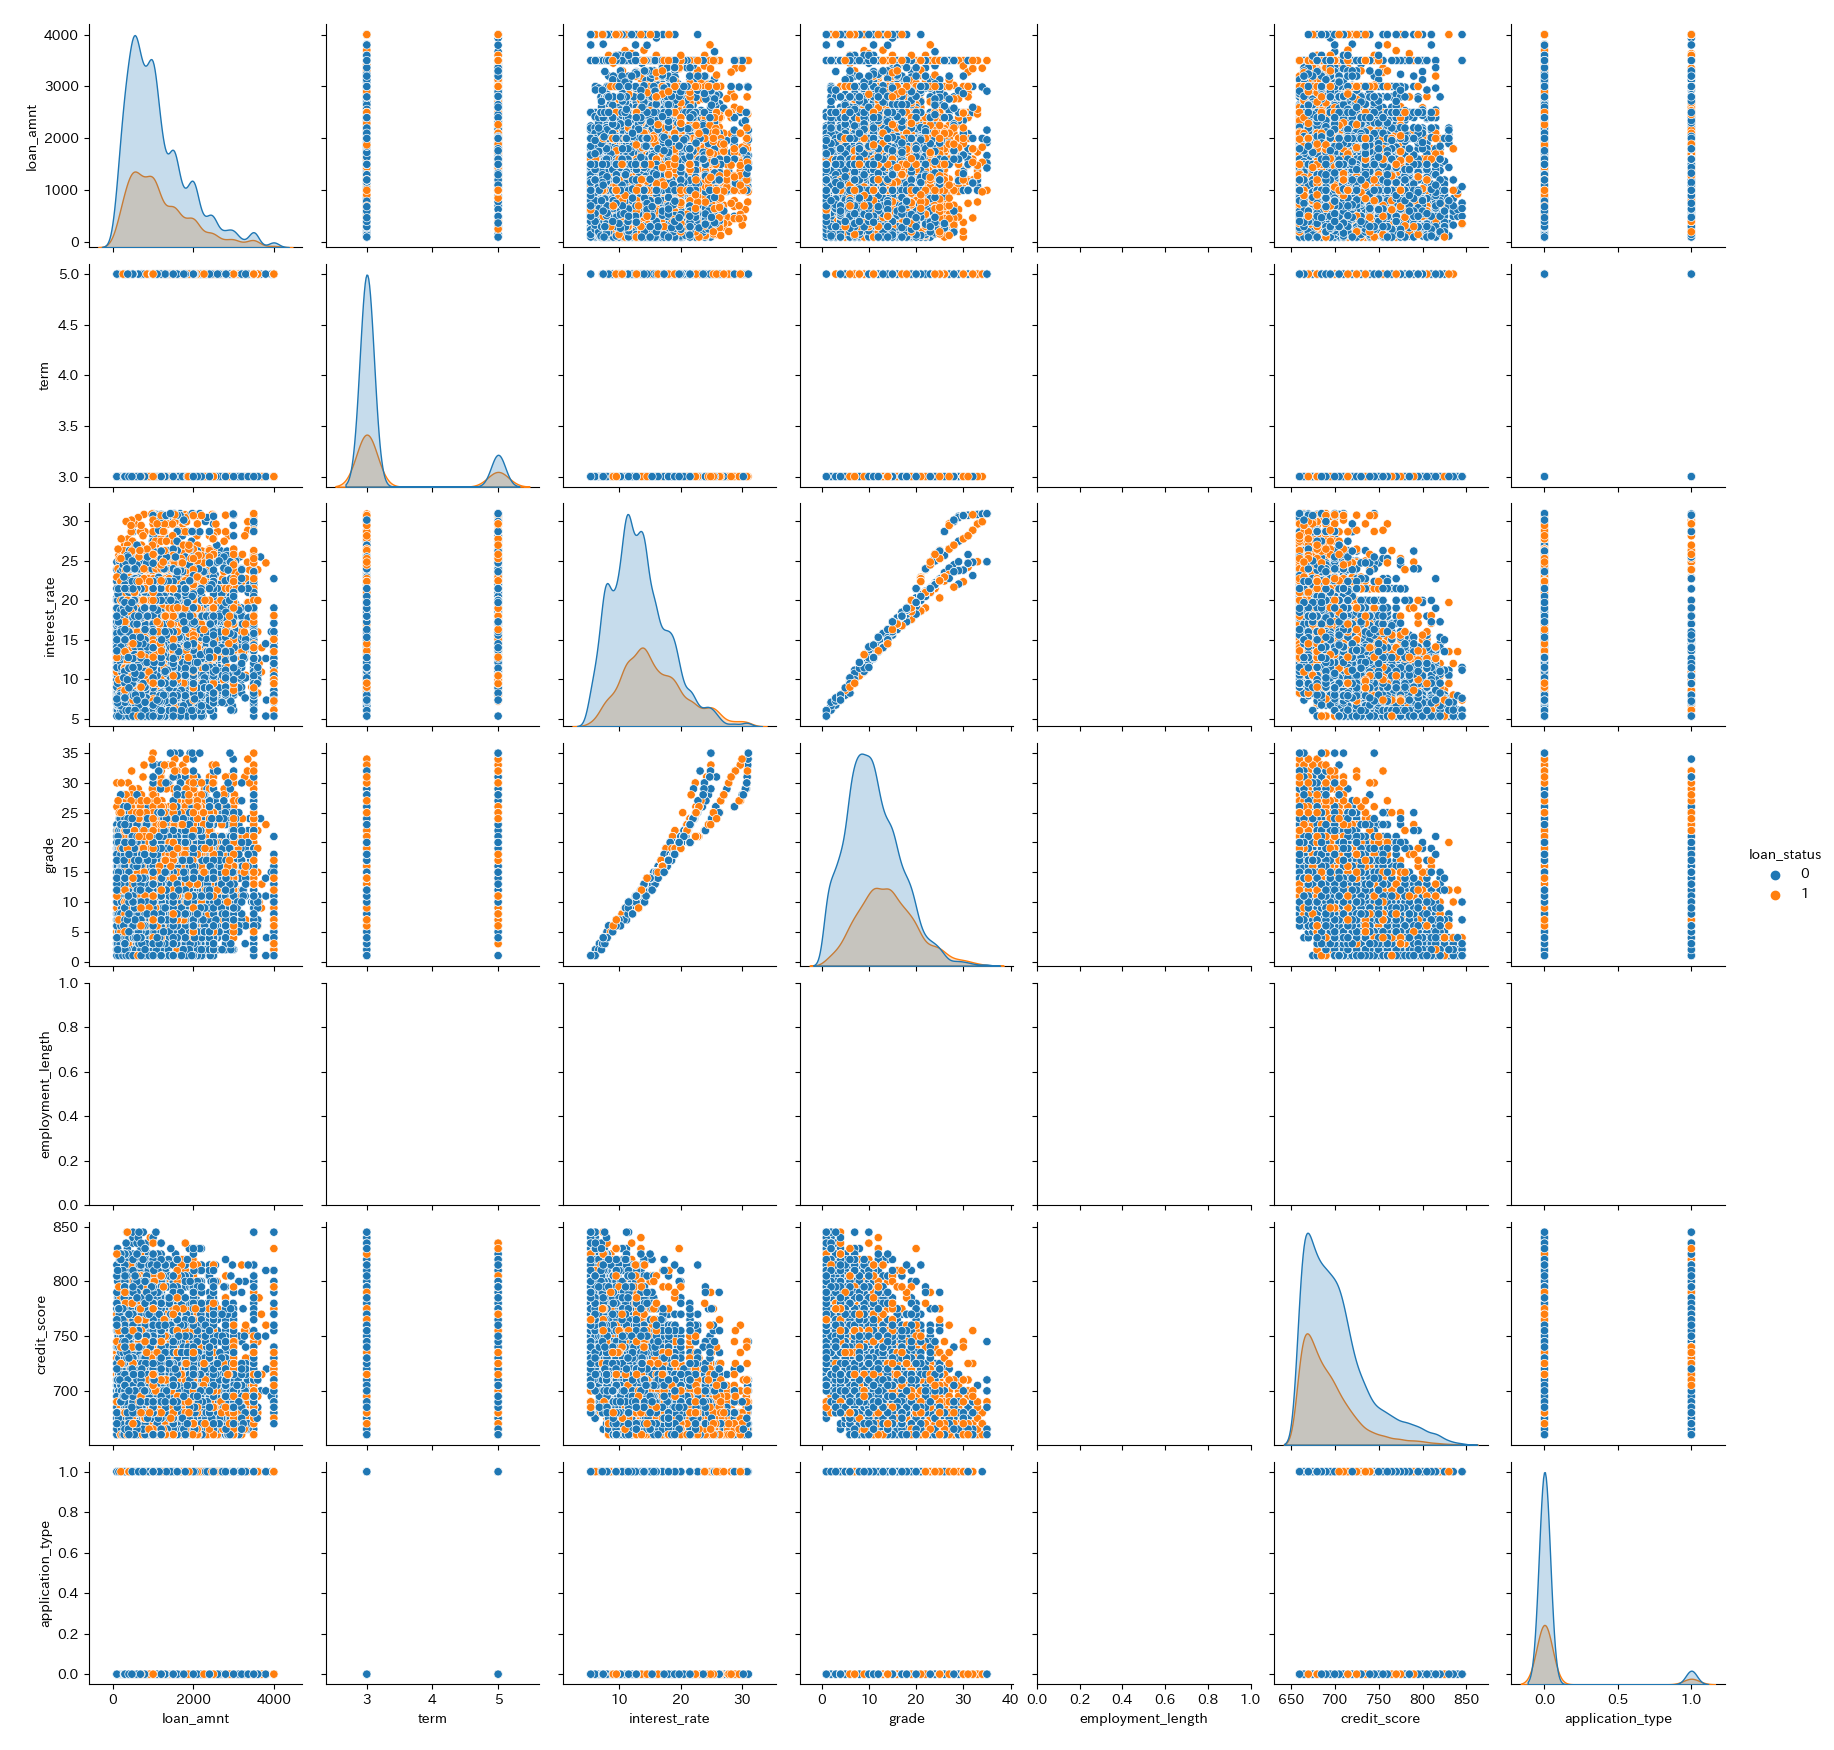 4000
3000
2000
1000
0
loan_amnt
5.0
4.5
4.0
3.5
3.0
term
30
25
20
15
10
5
interest_rate
35
30
25
20
15
10
5
0
grade
loan_status
0
1
1.0
0.8
0.6
0.4
0.2
0.0
employment_length
850
800
750
700
credit_score
1.0
0.8
0.6
0.4
0.2
0.0
application_type
0 2000 4000
3 5
10 20 30
0 10 20 30 40
0.0 0.2 0.4 0.6 0.8 1.0
650 700 750 800 850
0.0 0.5 1.0
loan_amnt term interest_rate grade employment_length credit_score application_type